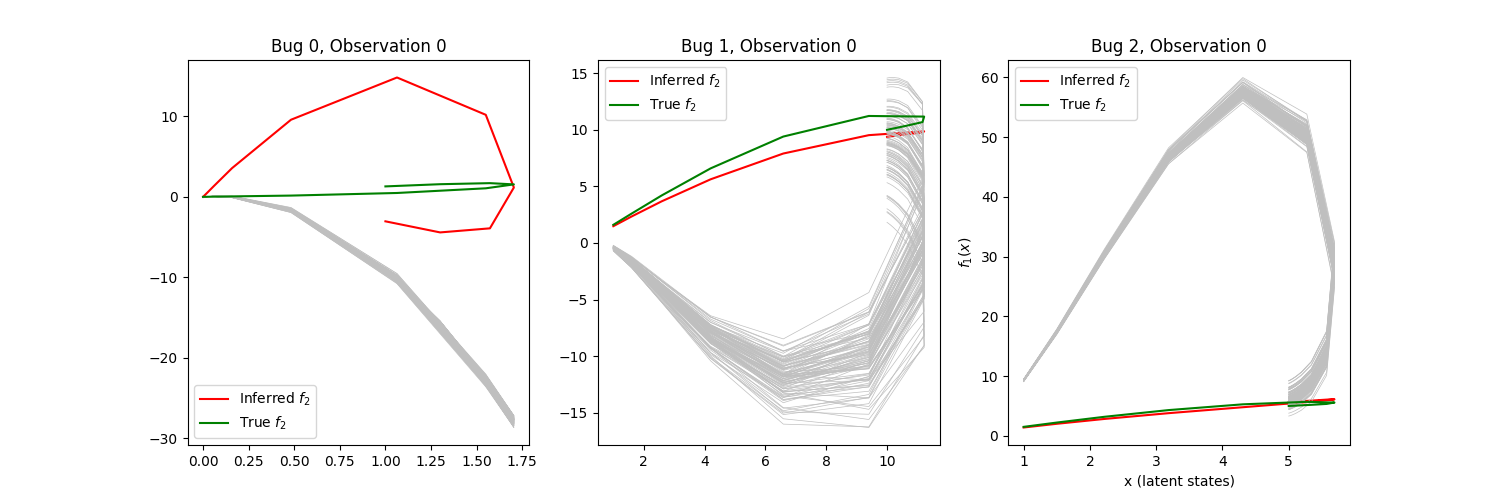 Bug 0, Observation 0
10
0
−10
−20
−30
0.00 0.25 0.50 0.75 1.00 1.25 1.50 1.75
Inferred f₂
True f₂
Bug 1, Observation 0
15
10
5
0
−5
−10
−15
2 4 6 8 10
Inferred f₂
True f₂
Bug 2, Observation 0
60
50
40
30
20
10
0
f₁(x)
1 2 3 4 5
x (latent states)
Inferred f₂
True f₂